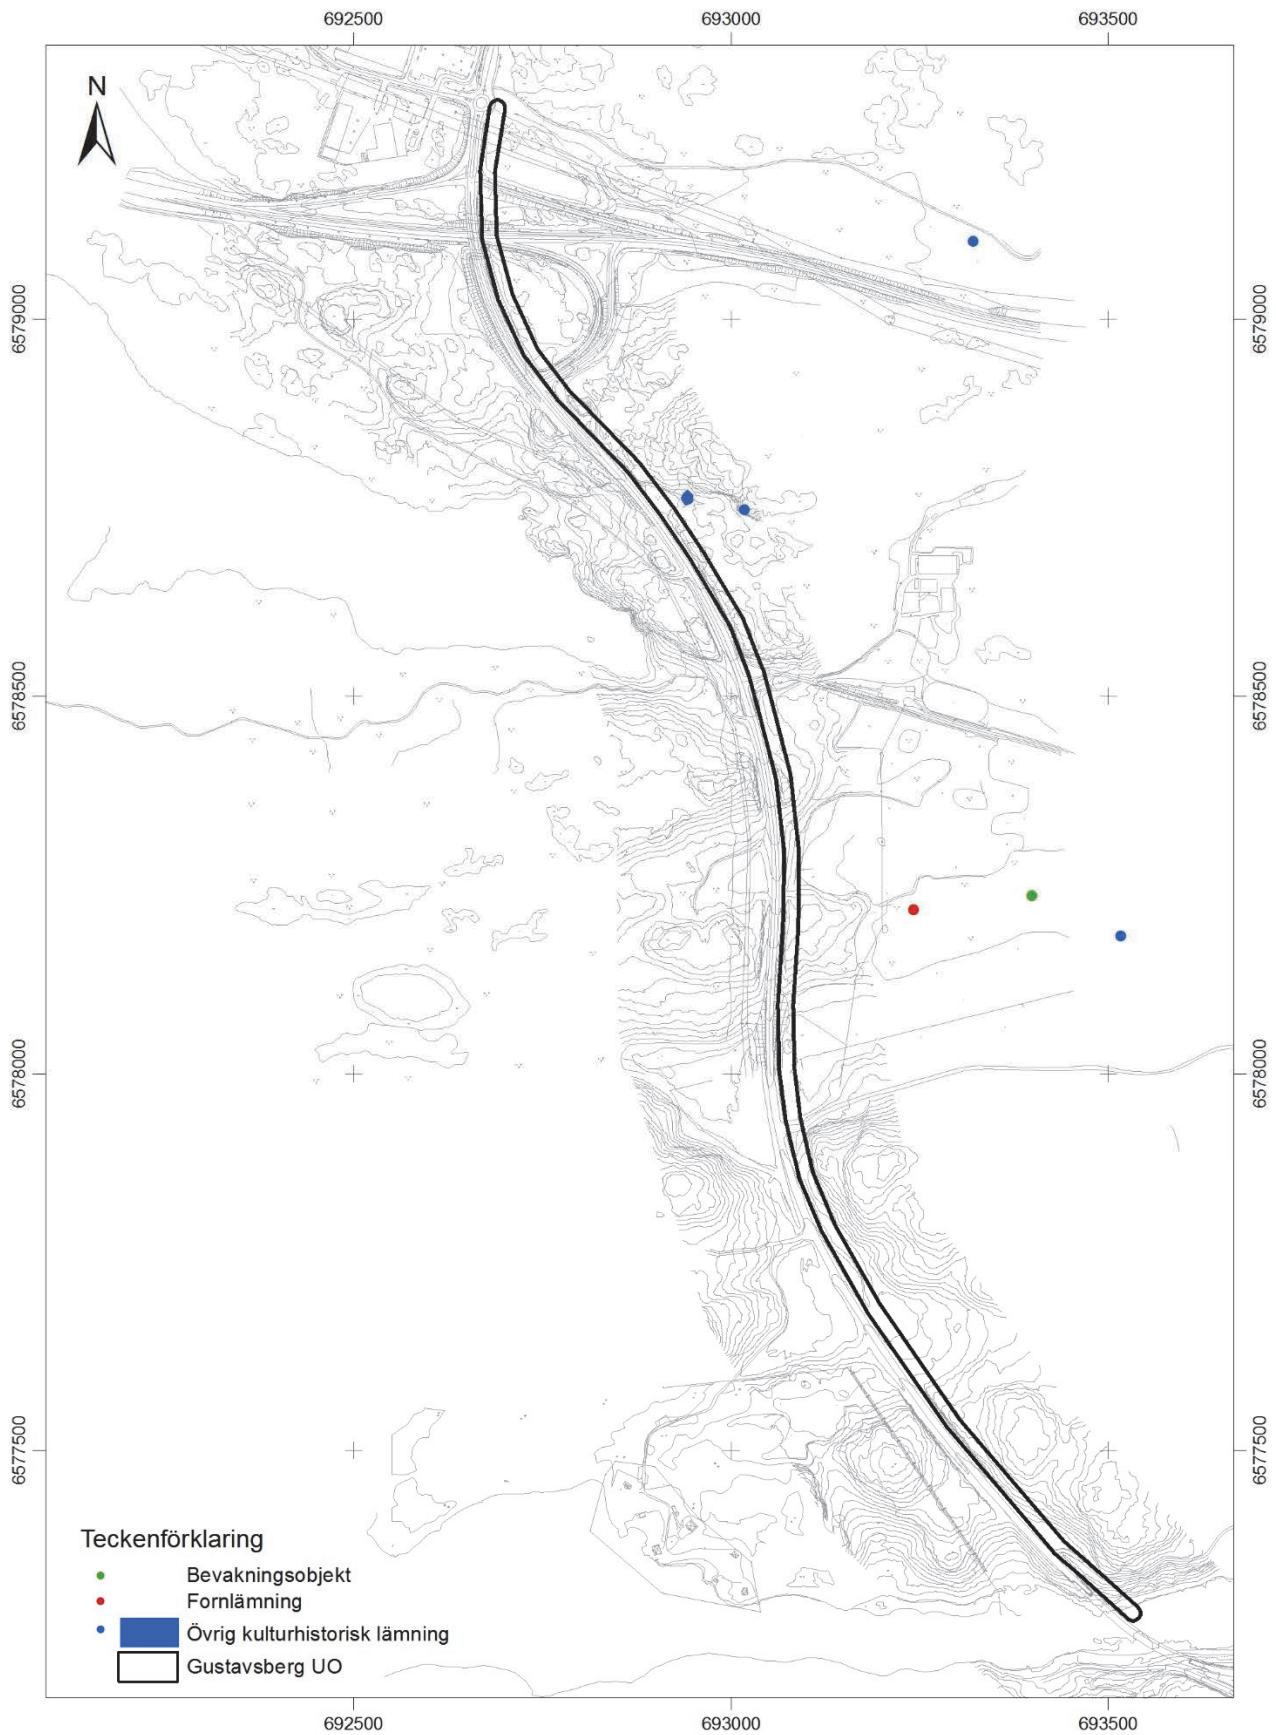 692500 693000 693500
N
6579000 6579000
6578500 6578500
6578000 6578000
6577500 6577500
Teckenförklaring
Bevakningsobjekt
Fornlämning
Övrig kulturhistorisk lämning
Gustavsberg UO
692500 693000 693500